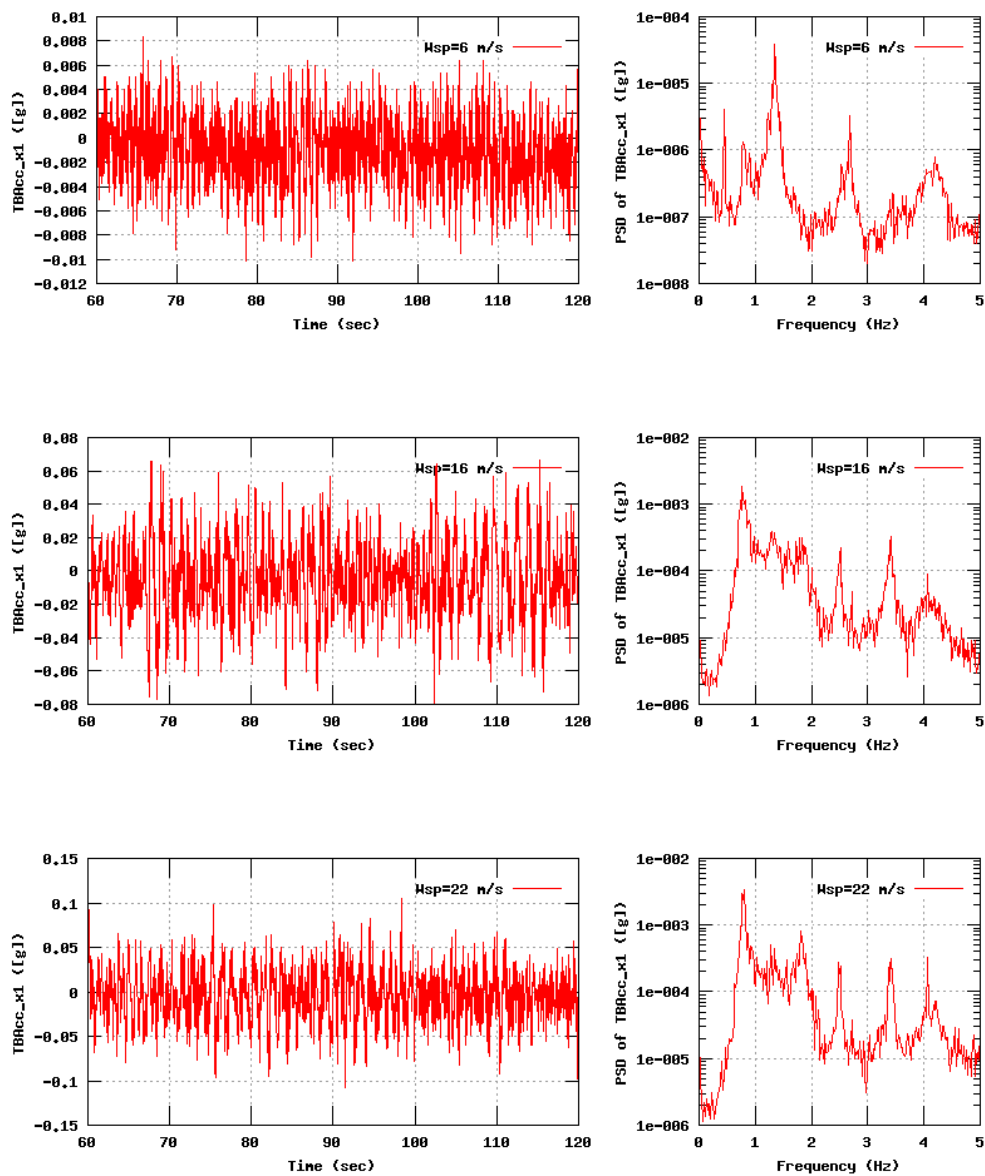 0.01
0.008
0.006
0.004
0.002
0
-0.002
-0.004
-0.006
-0.008
-0.01
-0.012
TBAcc_x1 ([g])
Wsp=6 m/s
60 70 80 90 100 110 120
Time (sec)
1e-004
1e-005
1e-006
1e-007
1e-008
PSD of TBAcc_x1 ([g])
Wsp=6 m/s
0 1 2 3 4 5
Frequency (Hz)
0.08
0.06
0.04
0.02
0
-0.02
-0.04
-0.06
-0.08
TBAcc_x1 ([g])
Wsp=16 m/s
60 70 80 90 100 110 120
Time (sec)
1e-002
1e-003
1e-004
1e-005
1e-006
PSD of TBAcc_x1 ([g])
Wsp=16 m/s
0 1 2 3 4 5
Frequency (Hz)
0.15
0.1
0.05
0
-0.05
-0.1
-0.15
TBAcc_x1 ([g])
Wsp=22 m/s
60 70 80 90 100 110 120
Time (sec)
1e-002
1e-003
1e-004
1e-005
1e-006
PSD of TBAcc_x1 ([g])
Wsp=22 m/s
0 1 2 3 4 5
Frequency (Hz)